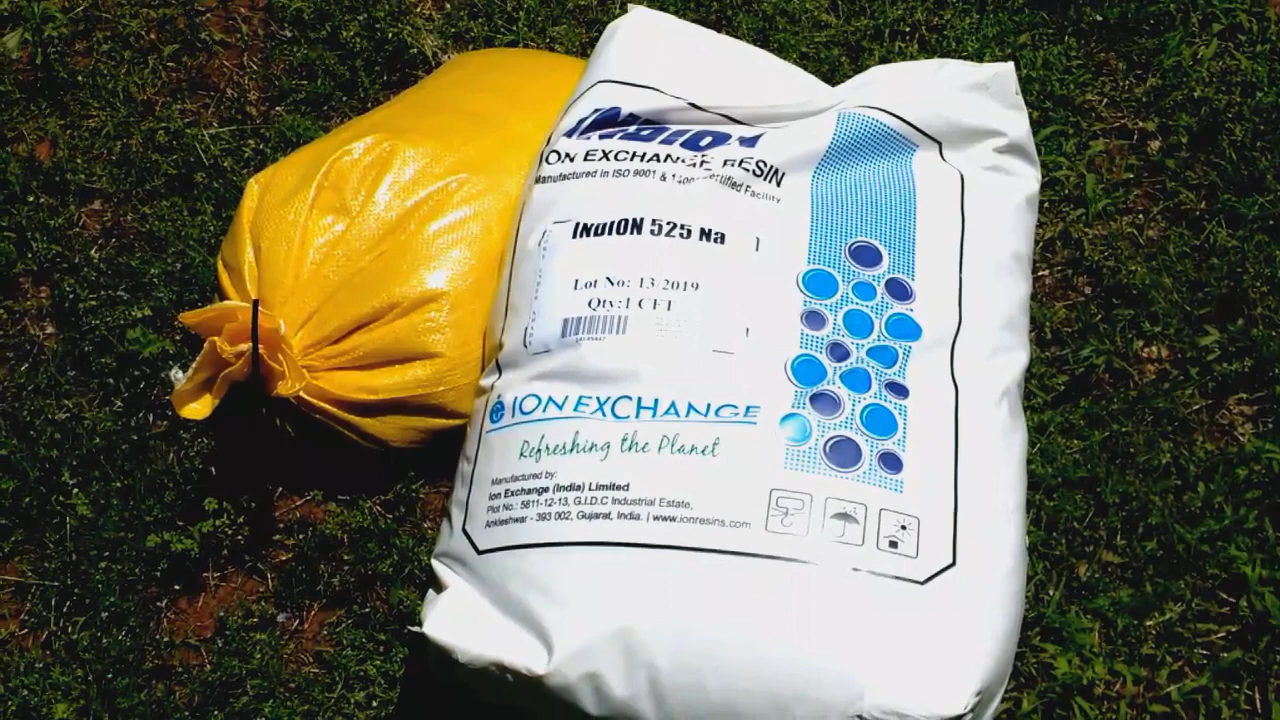 INDION
ION EXCHANGE RESIN
Manufactured in ISO 9001 & Certified Facility
INDION 525 Na
Lot No: 13/2019
Qty:1 CFT
ION EXCHANGE
Refreshing the Planet
Manufactured by:
Ion Exchange (India) Limited
Plot No.: 5811-12-13, G.I.D.C Industrial Estate,
Ankleshwar - 393 002, Gujarat, India. | www.ionresins.com